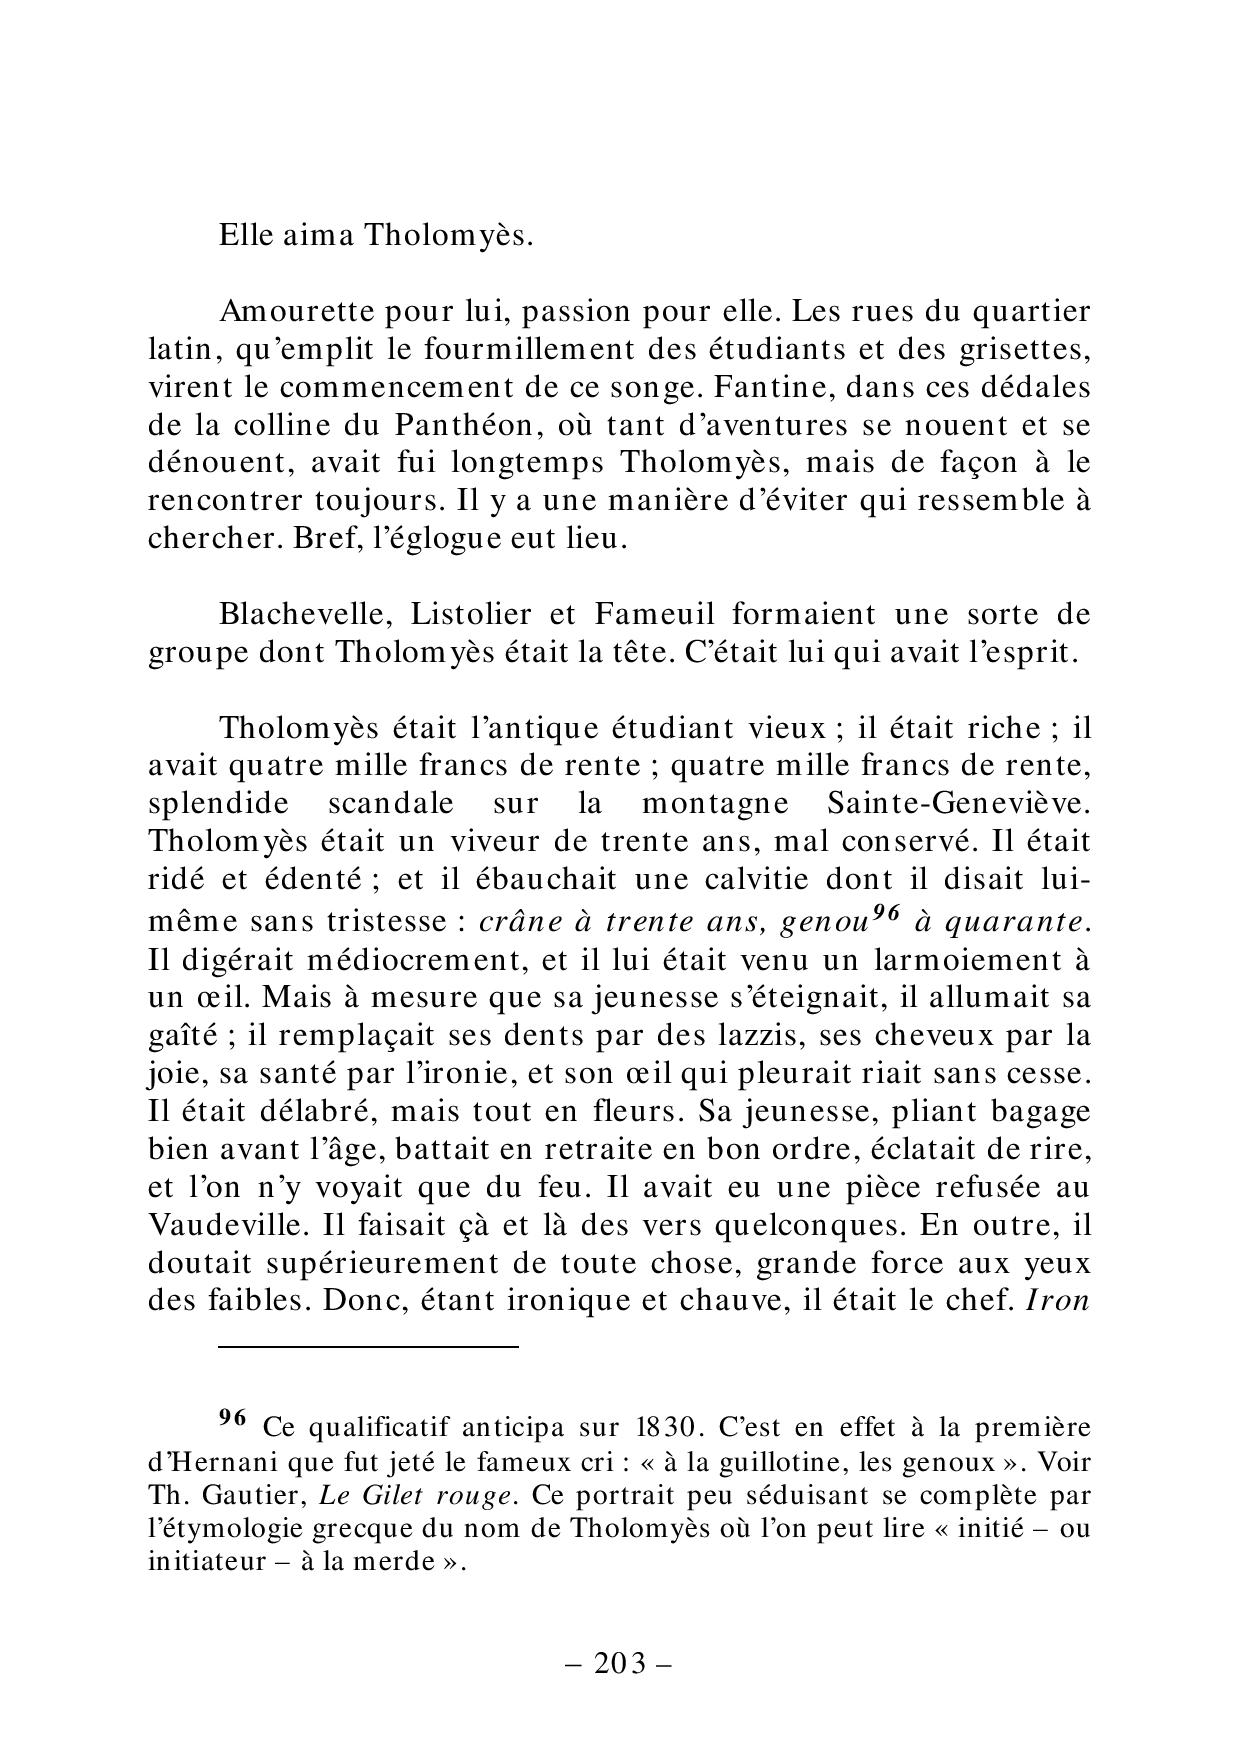 Elle aima Tholomyès.
Amourette pour lui, passion pour elle. Les rues du quartier
latin, qu’emplit le fourmillement des étudiants et des grisettes,
virent le commencement de ce songe. Fantine, dans ces dédales
de la colline du Panthéon, où tant d’aventures se nouent et se
dénouent, avait fui longtemps Tholomyès, mais de façon à le
rencontrer toujours. Il y a une manière d’éviter qui ressemble à
chercher. Bref, l’églogue eut lieu.
Blachevelle, Listolier et Fameuil formaient une sorte de
groupe dont Tholomyès était la tête. C’était lui qui avait l’esprit.
Tholomyès était l’antique étudiant vieux ; il était riche ; il
avait quatre mille francs de rente ; quatre mille francs de rente,
splendide scandale sur la montagne Sainte-Geneviève.
Tholomyès était un viveur de trente ans, mal conservé. Il était
ridé et édenté ; et il ébauchait une calvitie dont il disait lui-
même sans tristesse : crâne à trente ans, genou96 à quarante.
Il digérait médiocrement, et il lui était venu un larmoiement à
un œil. Mais à mesure que sa jeunesse s’éteignait, il allumait sa
gaîté ; il remplaçait ses dents par des lazzis, ses cheveux par la
joie, sa santé par l’ironie, et son œil qui pleurait riait sans cesse.
Il était délabré, mais tout en fleurs. Sa jeunesse, pliant bagage
bien avant l’âge, battait en retraite en bon ordre, éclatait de rire,
et l’on n’y voyait que du feu. Il avait eu une pièce refusée au
Vaudeville. Il faisait çà et là des vers quelconques. En outre, il
doutait supérieurement de toute chose, grande force aux yeux
des faibles. Donc, étant ironique et chauve, il était le chef. Iron
96 Ce qualificatif anticipa sur 1830. C’est en effet à la première
d’Hernani que fut jeté le fameux cri : « à la guillotine, les genoux ». Voir
Th. Gautier, Le Gilet rouge. Ce portrait peu séduisant se complète par
l’étymologie grecque du nom de Tholomyès où l’on peut lire « initié – ou
initiateur – à la merde ».
– 203 –